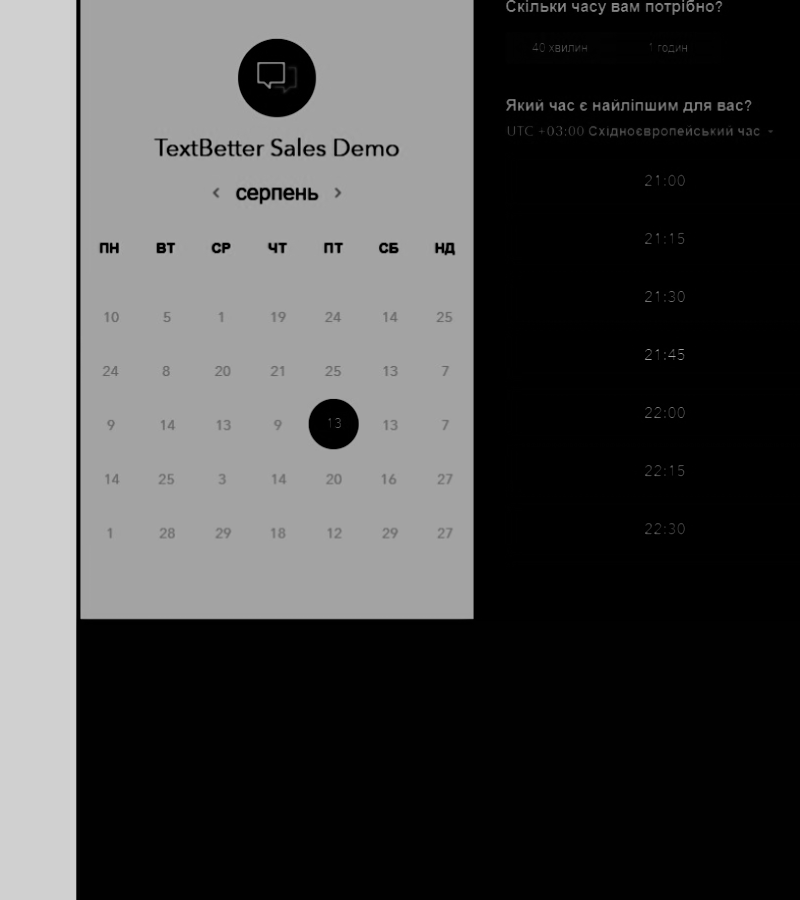 TextBetter Sales Demo
серпень
ПН ВТ СР ЧТ ПТ СБ НД
10 5 1 19 24 14 25
24 8 20 21 25 13 7
9 14 13 9 13 13 7
14 25 3 14 20 16 27
1 28 29 18 12 29 27
Скільки часу вам потрібно?
40 хвилин 1 годин
Який час є найліпшим для вас?
UTC +03:00 Східноєвропейський час
21:00
21:15
21:30
21:45
22:00
22:15
22:30